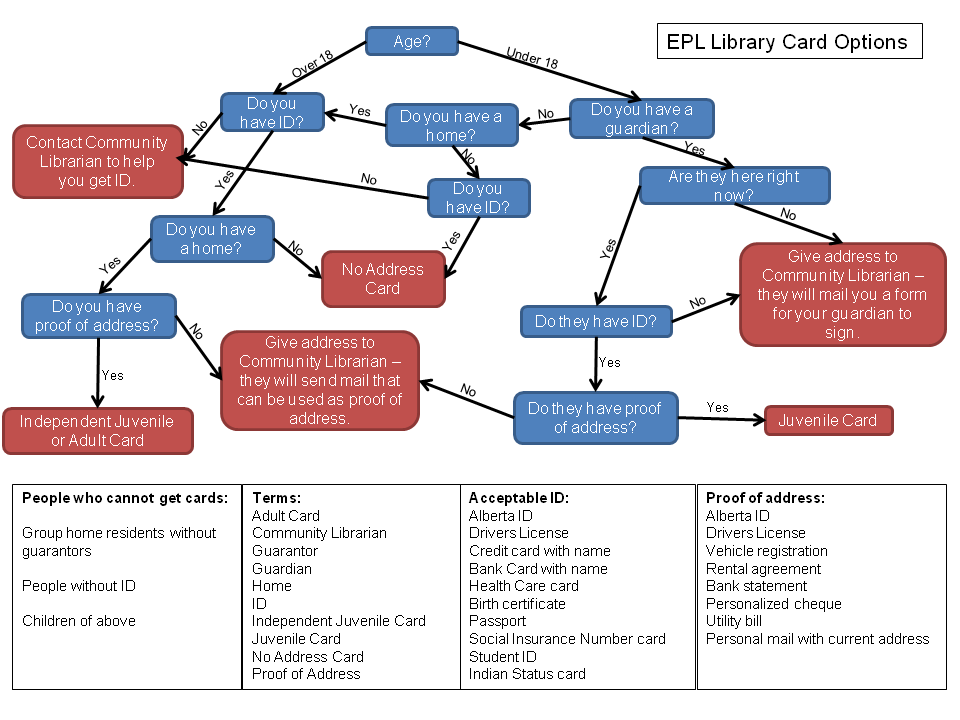 EPL Library Card Options
Age?
Over 18
Under 18
Do you
have ID?
Yes
Do you have a
home?
No
Do you have a
guardian?
No
Contact Community
Librarian to help
you get ID.
No
Yes
Are they here right
now?
No
Do you
have ID?
Yes
No
Do you have
a home?
No
Yes
No Address
Card
Yes
Give address to
Community Librarian –
they will mail you a form
for your guardian to
sign.
Yes
Do you have
proof of address?
No
Do they have ID?
No
Give address to
Community Librarian –
they will send mail that
can be used as proof of
address.
Yes
Yes
No
Do they have proof
of address?
Yes
Juvenile Card
Independent Juvenile
or Adult Card
People who cannot get cards:
Group home residents without
guarantors
People without ID
Children of above
Terms:
Adult Card
Community Librarian
Guarantor
Guardian
Home
ID
Independent Juvenile Card
Juvenile Card
No Address Card
Proof of Address
Acceptable ID:
Alberta ID
Drivers License
Credit card with name
Bank Card with name
Health Care card
Birth certificate
Passport
Social Insurance Number card
Student ID
Indian Status card
Proof of address:
Alberta ID
Drivers License
Vehicle registration
Rental agreement
Bank statement
Personalized cheque
Utility bill
Personal mail with current address